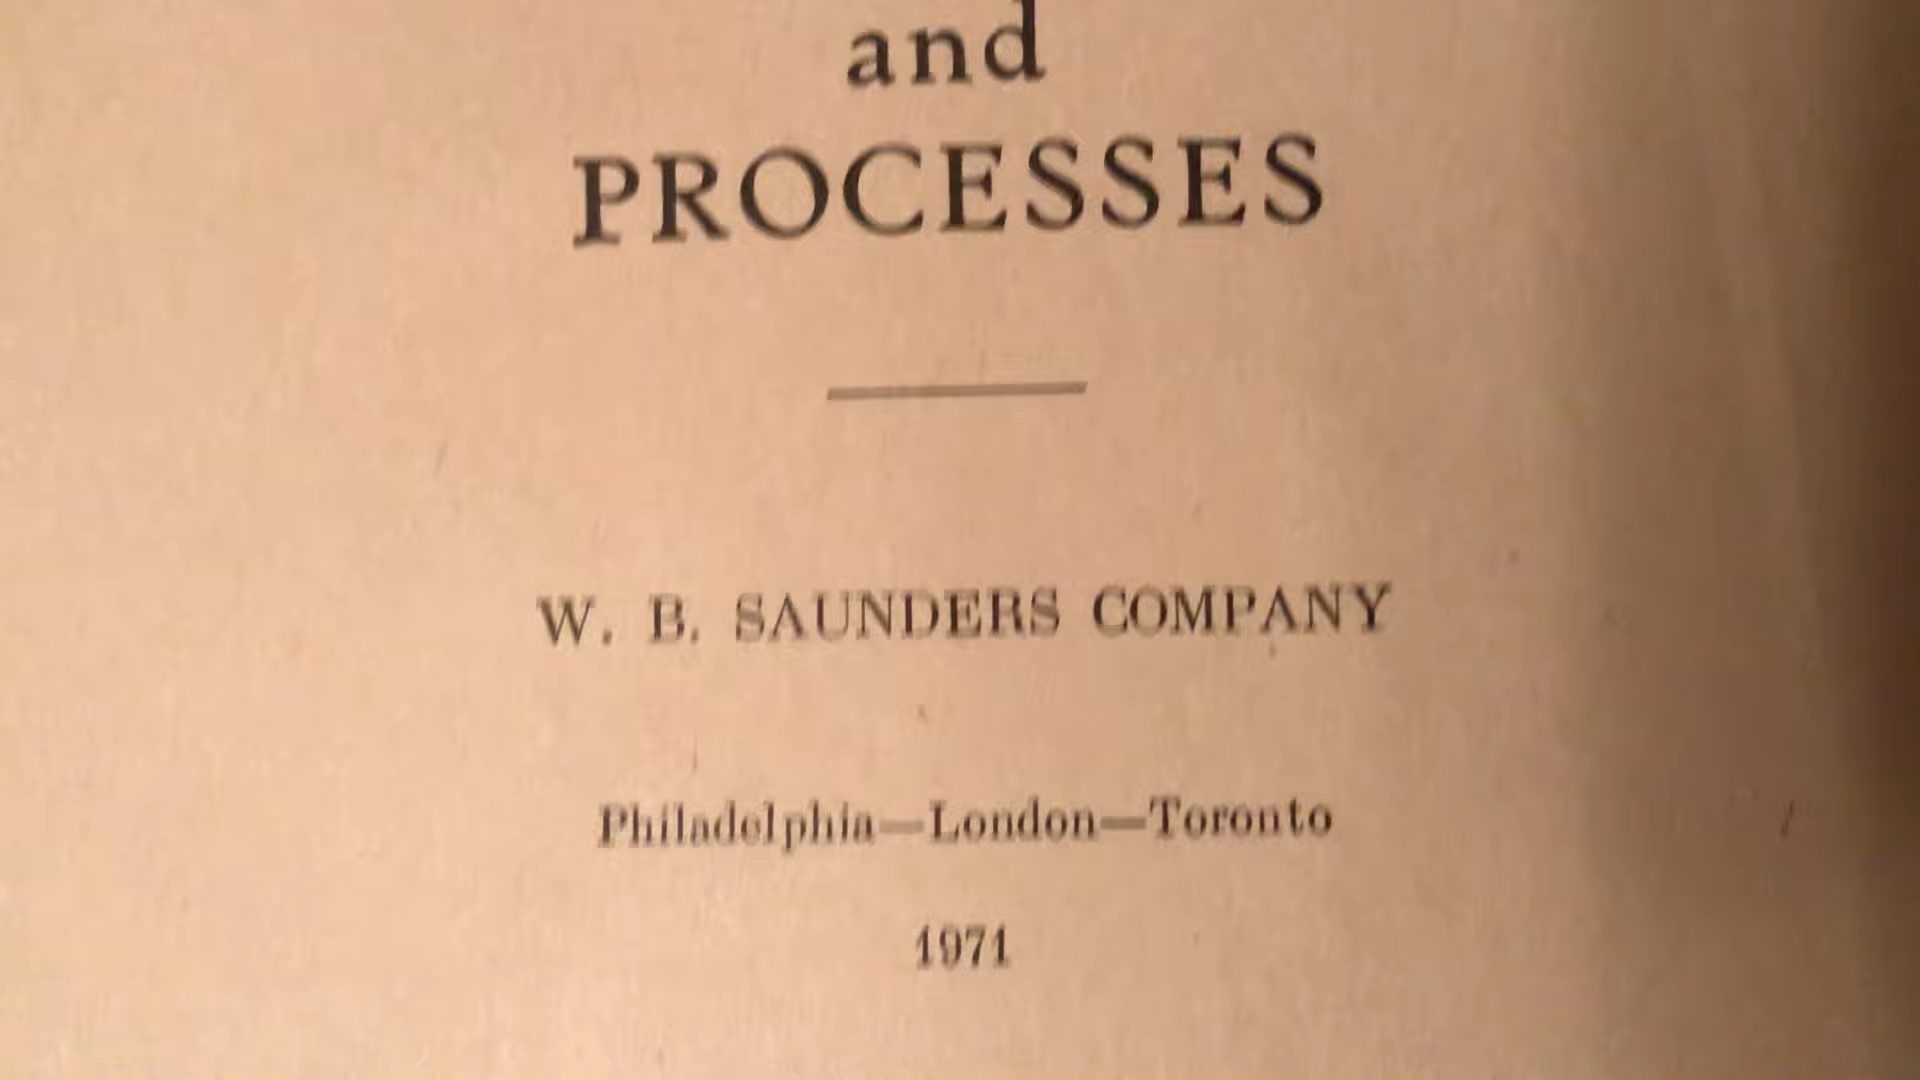 and
PROCESSES
W. B. SAUNDERS COMPANY
Philadelphia—London—Toronto
1971